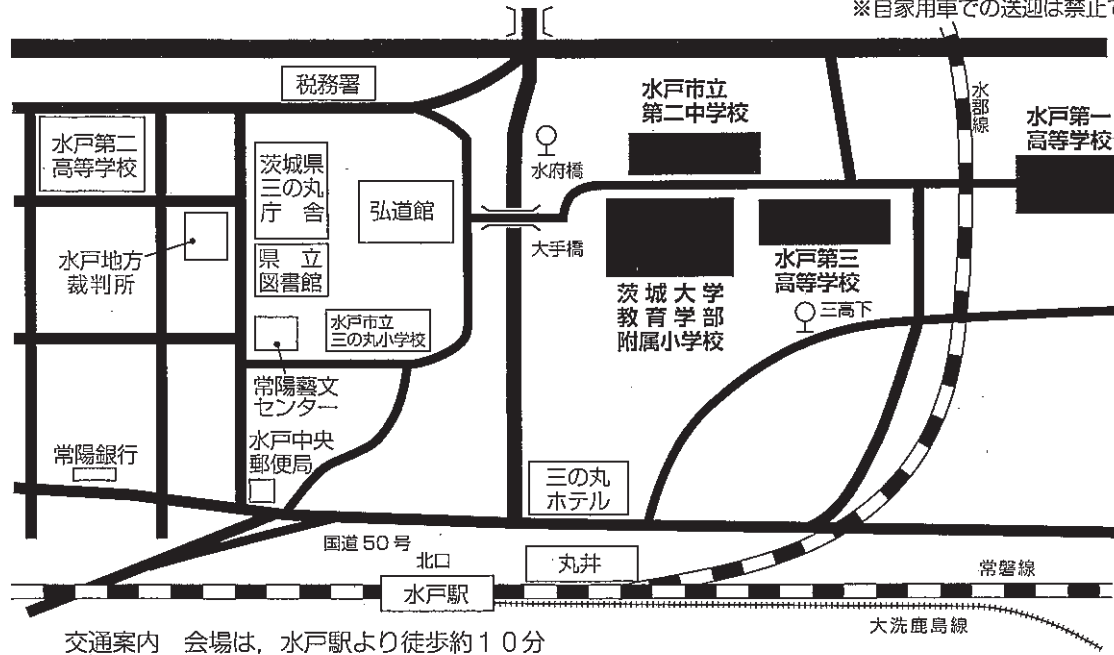 ※自家用車での送迎は禁止で
税務署
水戸市立
第二中学校
水郡線
水戸第一
高等学校
水戸第二
高等学校
茨城県
三の丸
庁舎
弘道館
水府橋
大手橋
水戸地方
裁判所
県立
図書館
水戸第三
高等学校
茨城大学
教育学部
附属小学校
三高下
水戸市立
三の丸小学校
常陽藝文
センター
常陽銀行
水戸中央
郵便局
三の丸
ホテル
国道50号
北口
丸井
水戸駅
常磐線
大洗鹿島線
交通案内 会場は，水戸駅より徒歩約10分